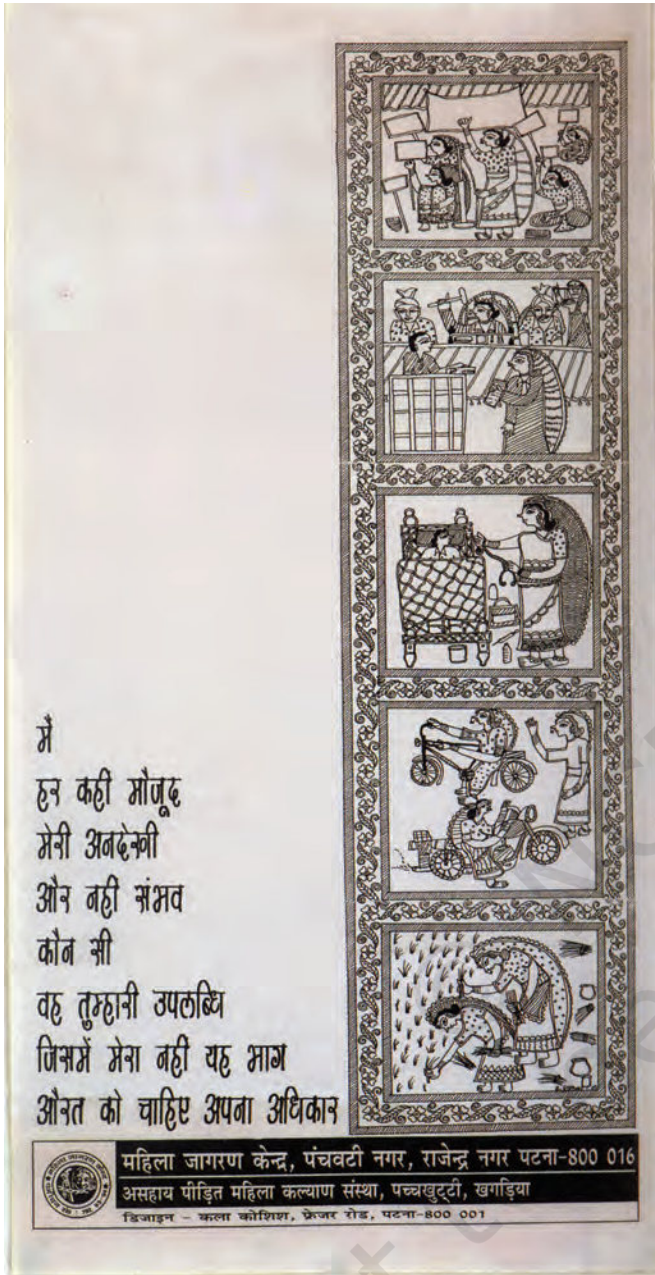 मैं
हर कहीं मौजूद
मेरी अनदेखी
और नहीं संभव
कौन सी
वह तुम्हारी उपलब्धि
जिसमें मेरा नहीं यह भाग
औरत को चाहिए अपना अधिकार
महिला जागरण केन्द्र, पंचवटी नगर, राजेन्द्र नगर पटना-800 016
असहाय पीड़ित महिला कल्याण संस्था, पच्चखुट्टी, खगड़िया
डिजाइन - कला कोशिश, फ्रेजर रोड, पटना-800 001